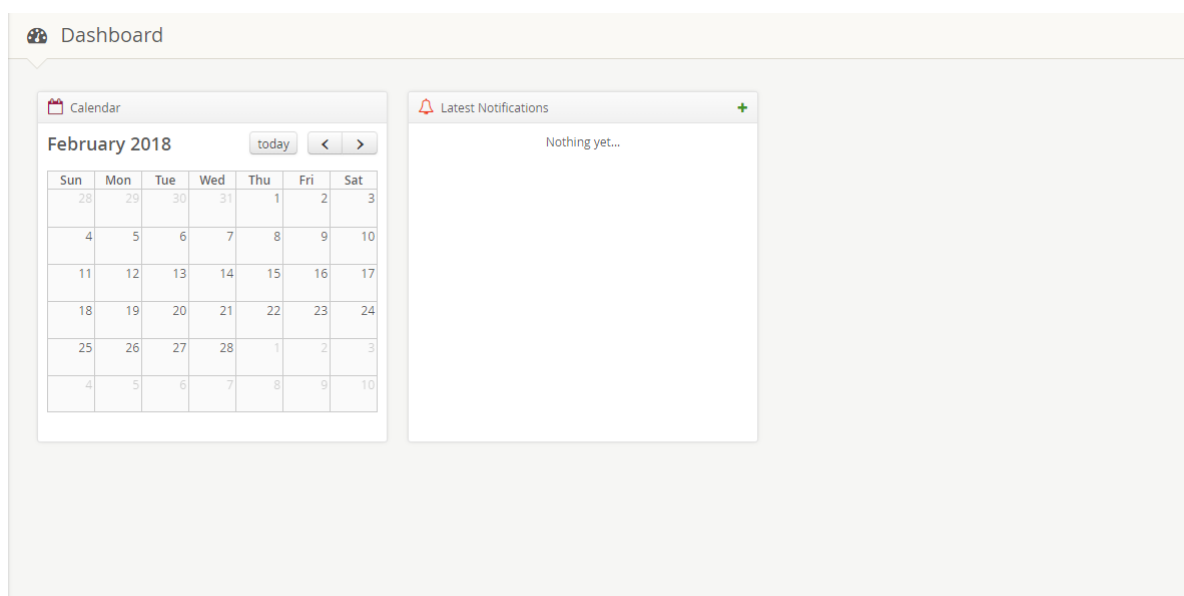 Dashboard
Calendar
February 2018 today
Sun Mon Tue Wed Thu Fri Sat
28 29 30 31 1 2 3
4 5 6 7 8 9 10
11 12 13 14 15 16 17
18 19 20 21 22 23 24
25 26 27 28 1 2 3
4 5 6 7 8 9 10
Latest Notifications
Nothing yet...